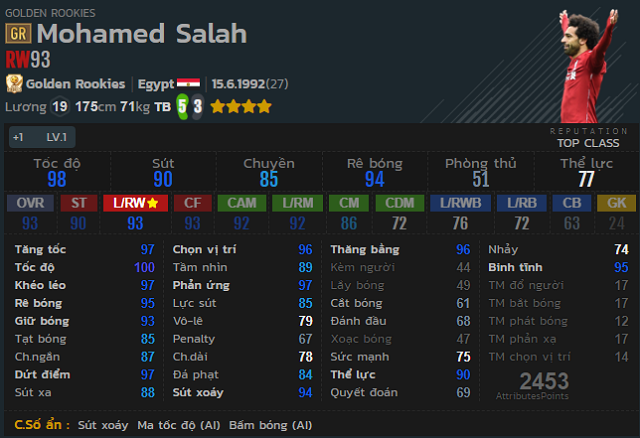 GOLDEN ROOKIES
GR Mohamed Salah
RW93
Golden Rookies | Egypt | 15.6.1992(27)
Lương 19 175cm 71kg TB 5 3
+1 LV.1
REPUTATION
TOP CLASS
Tốc độ Sút Chuyền Rê bóng Phòng thủ Thể lực
98 90 85 94 51 77
OVR ST L/RW CF CAM L/RM CM CDM L/RWB L/RB CB GK
93 90 93 93 92 92 86 72 76 72 63 24
Tăng tốc 97 Chọn vị trí 96 Thăng bằng 96 Nhảy 74
Tốc độ 100 Tầm nhìn 89 Kèm người 44 Bình tĩnh 95
Khéo léo 97 Phản ứng 97 Lấy bóng 49 TM đổ người 17
Rê bóng 95 Lực sút 85 Cắt bóng 61 TM bắt bóng 17
Giữ bóng 93 Vô-lê 79 Đánh đầu 68 TM phát bóng 12
Tạt bóng 85 Penalty 67 Xoạc bóng 47 TM phản xạ 17
Ch.ngắn 87 Ch.dài 78 Sức mạnh 75 TM chọn vị trí 14
Dứt điểm 97 Đá phạt 84 Thể lực 90 2453
Sút xa 88 Sút xoáy 94 Quyết đoán 69 AttributesPoints
C.Số ẩn : Sút xoáy Ma tốc độ (AI) Bấm bóng (AI)